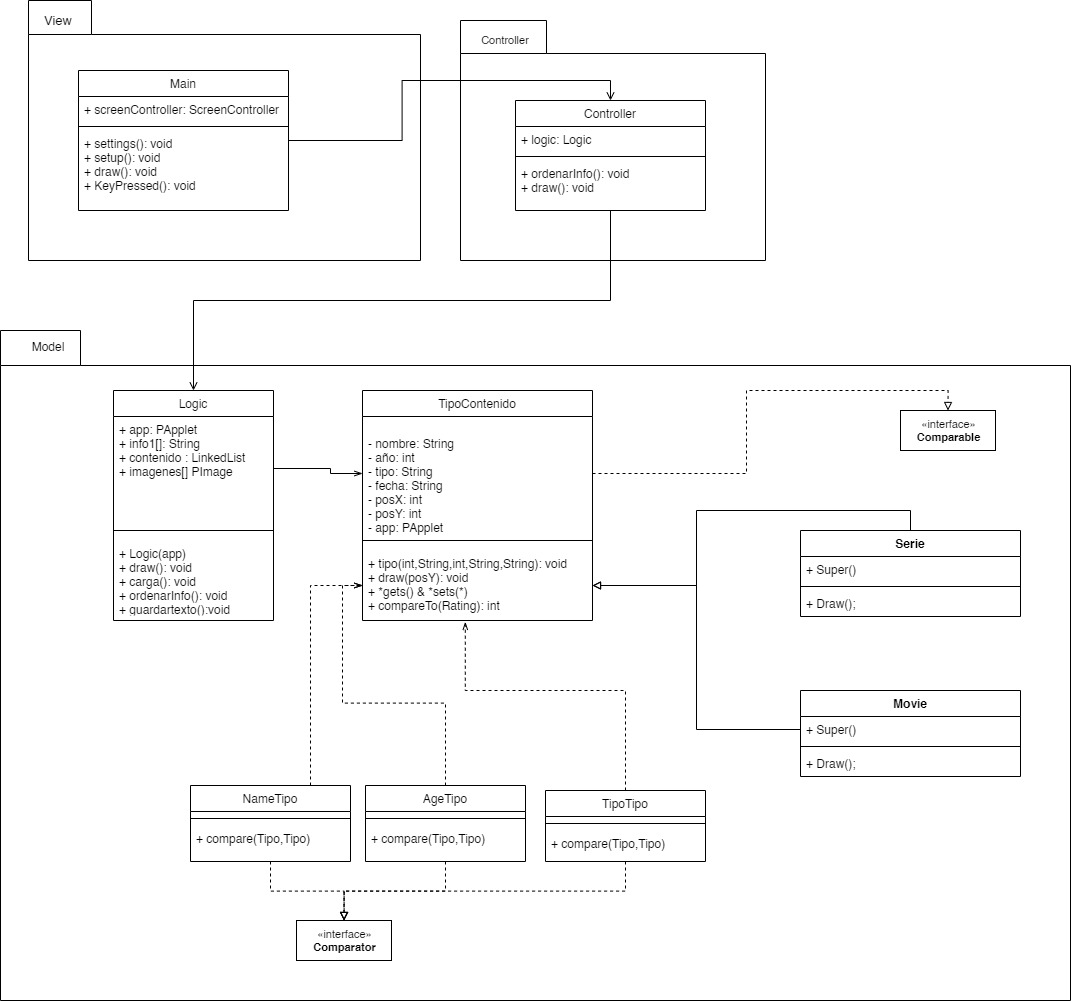 View
Controller
Main
+ screenController: ScreenController
+ settings(): void
+ setup(): void
+ draw(): void
+ KeyPressed(): void
Controller
+ logic: Logic
+ ordenarInfo(): void
+ draw(): void
Model
Logic
+ app: PApplet
+ info1[]: String
+ contenido : LinkedList
+ imagenes[] PImage
+ Logic(app)
+ draw(): void
+ carga(): void
+ ordenarInfo(): void
+ guardartexto():void
TipoContenido
- nombre: String
- año: int
- tipo: String
- fecha: String
- posX: int
- posY: int
- app: PApplet
+ tipo(int,String,int,String,String): void
+ draw(posY): void
+ *gets() & *sets(*)
+ compareTo(Rating): int
«interface»
Comparable
Serie
+ Super()
+ Draw();
Movie
+ Super()
+ Draw();
NameTipo
+ compare(Tipo,Tipo)
AgeTipo
+ compare(Tipo,Tipo)
TipoTipo
+ compare(Tipo,Tipo)
«interface»
Comparator